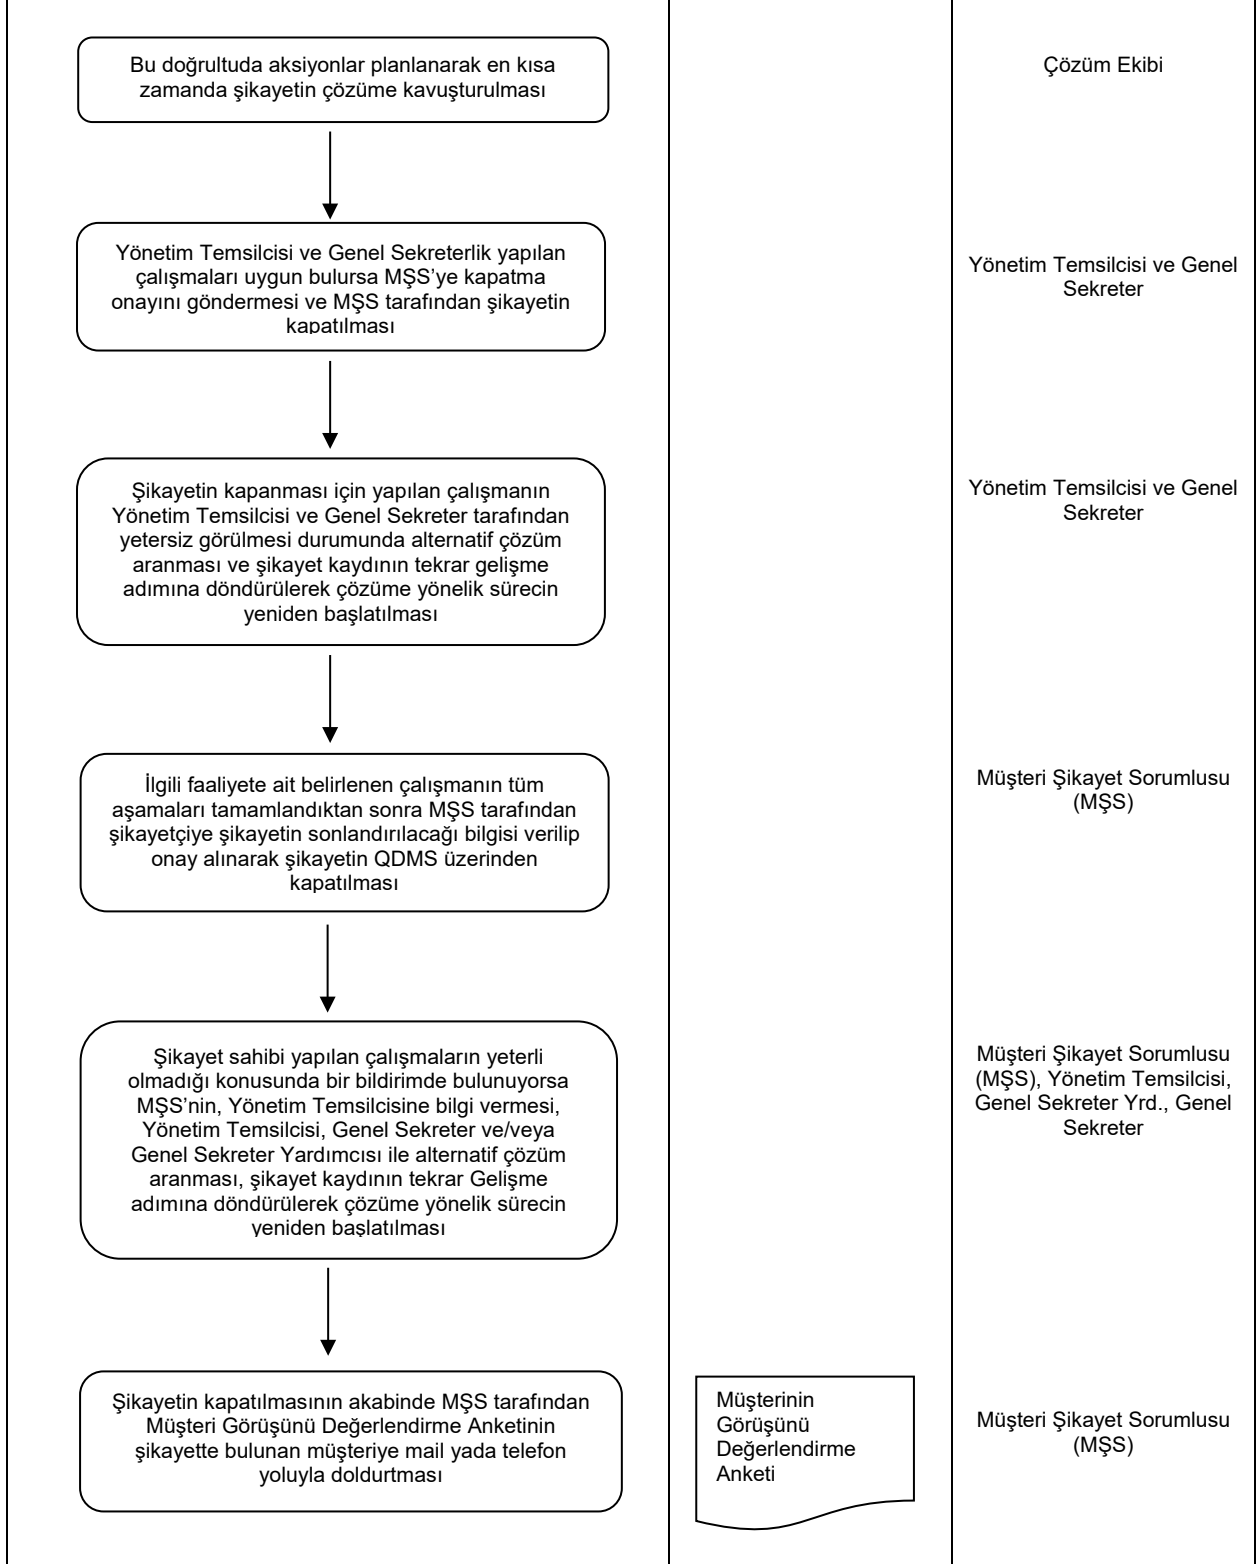 Bu doğrultuda aksiyonlar planlanarak en kısa
zamanda şikayetin çözüme kavuşturulması
Çözüm Ekibi
Yönetim Temsilcisi ve Genel Sekreterlik yapılan
çalışmaları uygun bulursa MŞS’ye kapatma
onayını göndermesi ve MŞS tarafından şikayetin
kapatılması
Yönetim Temsilcisi ve Genel
Sekreter
Şikayetin kapanması için yapılan çalışmanın
Yönetim Temsilcisi ve Genel Sekreter tarafından
yetersiz görülmesi durumunda alternatif çözüm
aranması ve şikayet kaydının tekrar gelişme
adımına döndürülerek çözüme yönelik sürecin
yeniden başlatılması
Yönetim Temsilcisi ve Genel
Sekreter
İlgili faaliyete ait belirlenen çalışmanın tüm
aşamaları tamamlandıktan sonra MŞS tarafından
şikayetçiye şikayetin sonlandırılacağı bilgisi verilip
onay alınarak şikayetin QDMS üzerinden
kapatılması
Müşteri Şikayet Sorumlusu
(MŞS)
Şikayet sahibi yapılan çalışmaların yeterli
olmadığı konusunda bir bildirimde bulunuyorsa
MŞS’nin, Yönetim Temsilcisine bilgi vermesi,
Yönetim Temsilcisi, Genel Sekreter ve/veya
Genel Sekreter Yardımcısı ile alternatif çözüm
aranması, şikayet kaydının tekrar Gelişme
adımına döndürülerek çözüme yönelik sürecin
yeniden başlatılması
Müşteri Şikayet Sorumlusu
(MŞS), Yönetim Temsilcisi,
Genel Sekreter Yrd., Genel
Sekreter
Şikayetin kapatılmasının akabinde MŞS tarafından
Müşteri Görüşünü Değerlendirme Anketinin
şikayette bulunan müşteriye mail yada telefon
yoluyla doldurtması
Müşterinin
Görüşünü
Değerlendirme
Anketi
Müşteri Şikayet Sorumlusu
(MŞS)